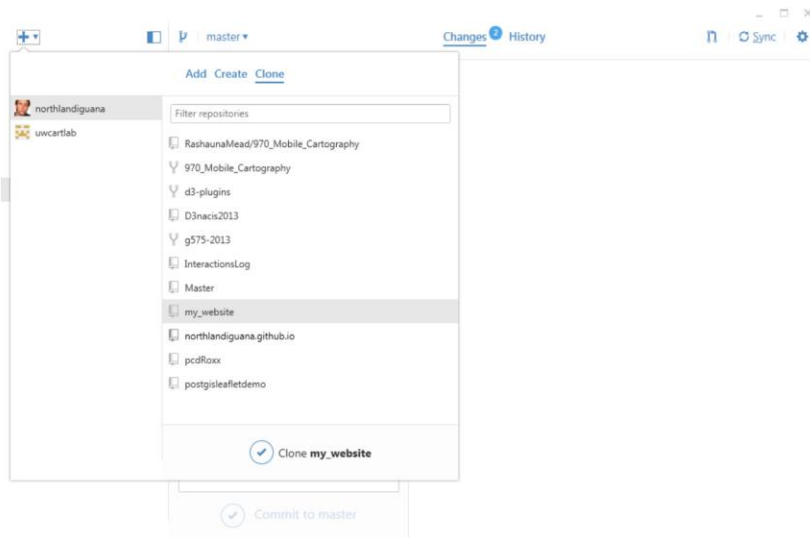 master
Changes 2 History
Sync
Add Create Clone
northlandiguana
uwcartlab
Filter repositories
RashaunaMead/970_Mobile_Cartography
970_Mobile_Cartography
d3-plugins
D3nacis2013
g575-2013
InteractionsLog
Master
my_website
northlandiguana.github.io
pcdRoxx
postgisleafletdemo
Clone my_website
Commit to master